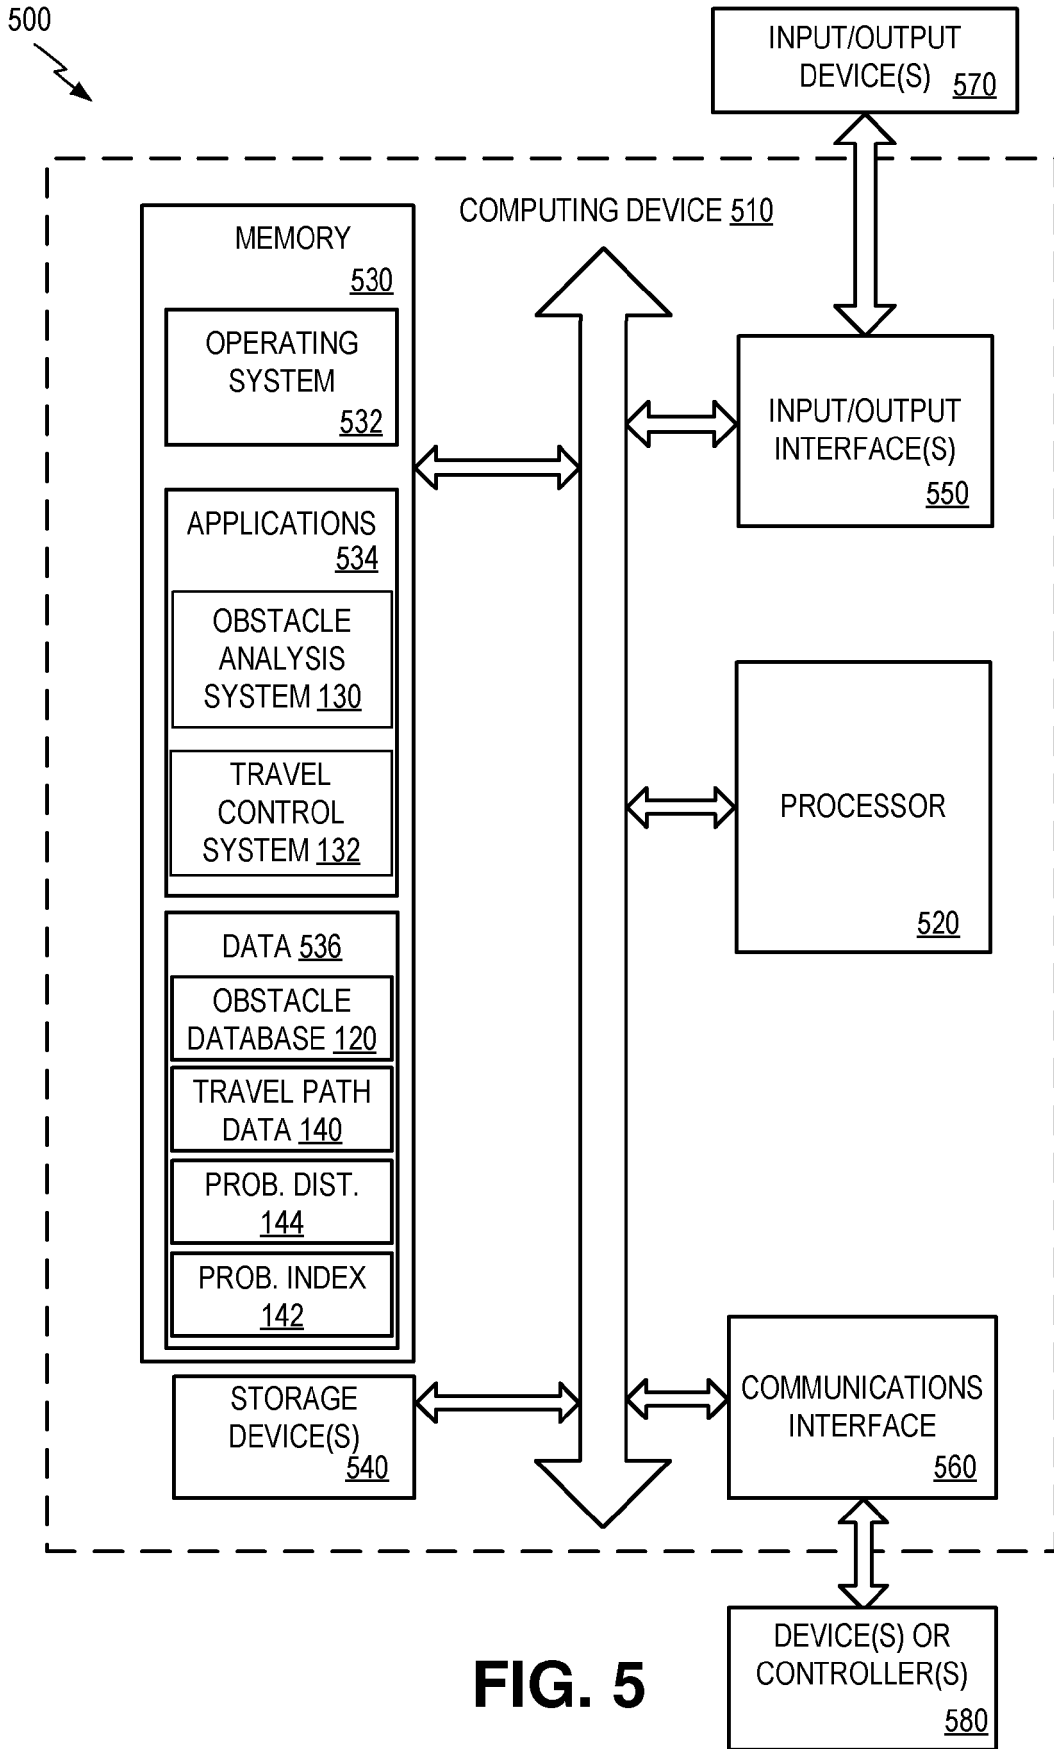 500
INPUT/OUTPUT
DEVICE(S) 570
COMPUTING DEVICE 510
MEMORY
530
OPERATING
SYSTEM
532
APPLICATIONS
534
OBSTACLE
ANALYSIS
SYSTEM 130
TRAVEL
CONTROL
SYSTEM 132
DATA 536
OBSTACLE
DATABASE 120
TRAVEL PATH
DATA 140
PROB. DIST.
144
PROB. INDEX
142
STORAGE
DEVICE(S)
540
INPUT/OUTPUT
INTERFACE(S)
550
PROCESSOR
520
COMMUNICATIONS
INTERFACE
560
DEVICE(S) OR
CONTROLLER(S)
580
FIG. 5